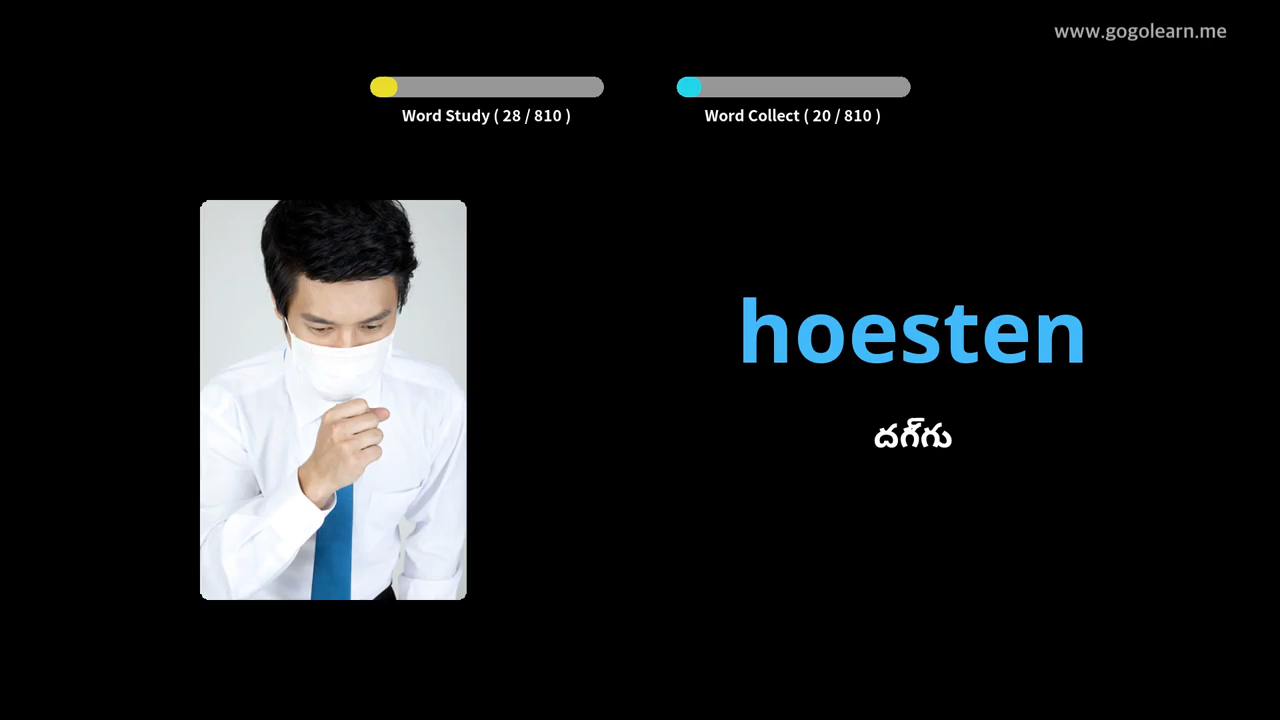 www.gogolearn.me
Word Study ( 28 / 810 )
Word Collect ( 20 / 810 )
hoesten
దగ్గు